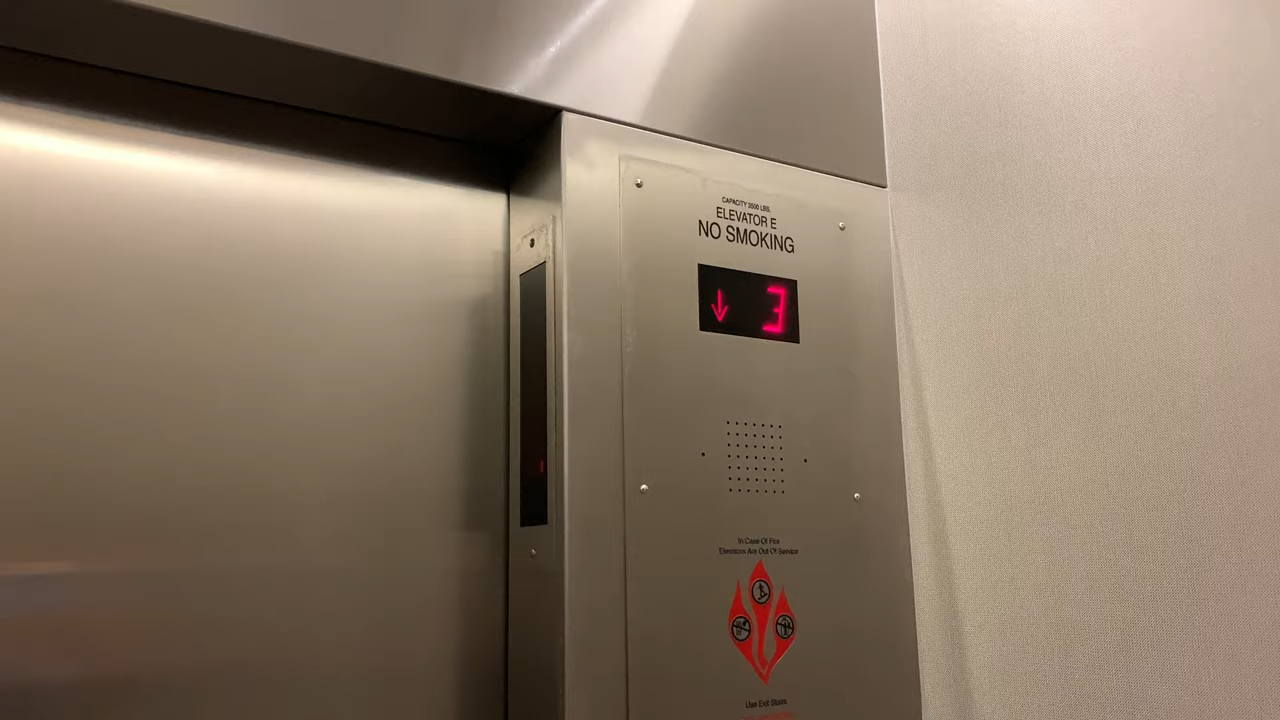 CAPACITY 3500 LBS.
ELEVATOR E
NO SMOKING
↓ 3
In Case Of Fire
Elevators Are Out Of Service
Use Exit Stairs